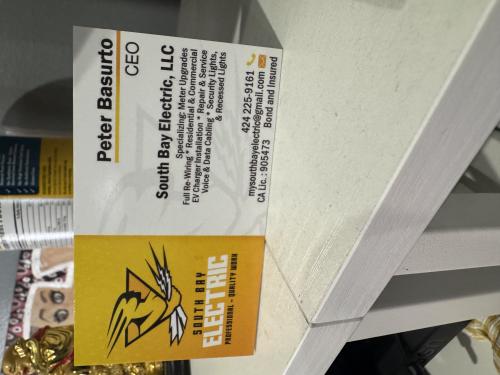 Peter Basurto
CEO
South Bay Electric, LLC
Specializing: Meter Upgrades
Full Re-Wiring * Residential & Commercial
EV Charger Installation * Repair & Service
Voice & Data Cabling * Security Lights,
& Recessed Lights
424 225-9161
mysouthbayelectric@gmail.com
CA Lic.: 905473 Bond and Insured
SOUTH BAY
ELECTRIC
PROFESSIONAL - QUALITY WORK